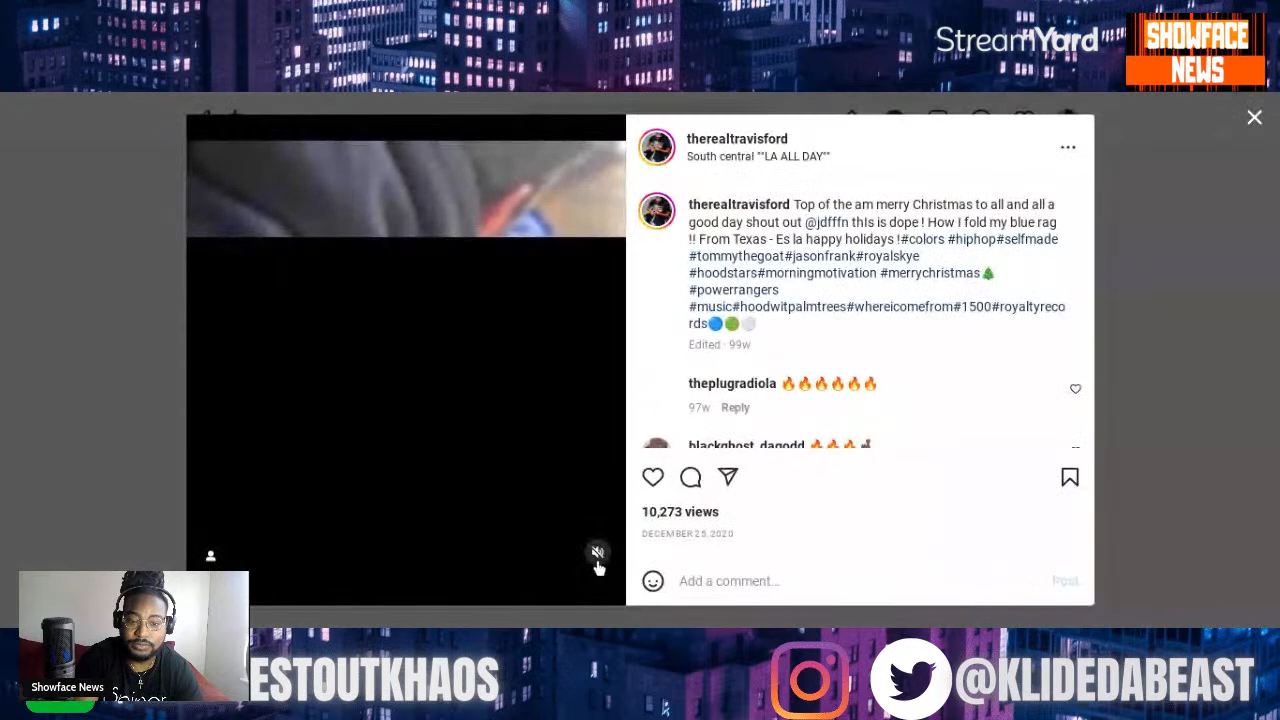 StreamYard
SHOWFACE
NEWS
therealtravisford
South central ""LA ALL DAY""
therealtravisford Top of the am merry Christmas to all and all a
good day shout out @jdfffn thIs is dope ! How I fold my blue rag
!! From Texas - Es la happy holidays !#colors #hiphop#selfmade
#tommythegoat#jasonfrank#royalskye
#hoodstars#morningmotivation #merrychristmas🎄
#powerrangers
#music#hoodwitpalmtrees#whereicomefrom#1500#royaltyreco
rds🔵🟢⚪
Edited · 99w
theplugradiola 🔥🔥🔥🔥🔥🔥
97w Reply
blackghost_dagodd 🔥🔥🔥
10,273 views
DECEMBER 25, 2020
Add a comment...
Post
Showface News
ESTOUTKHAOS
@KLIDEDABEAST